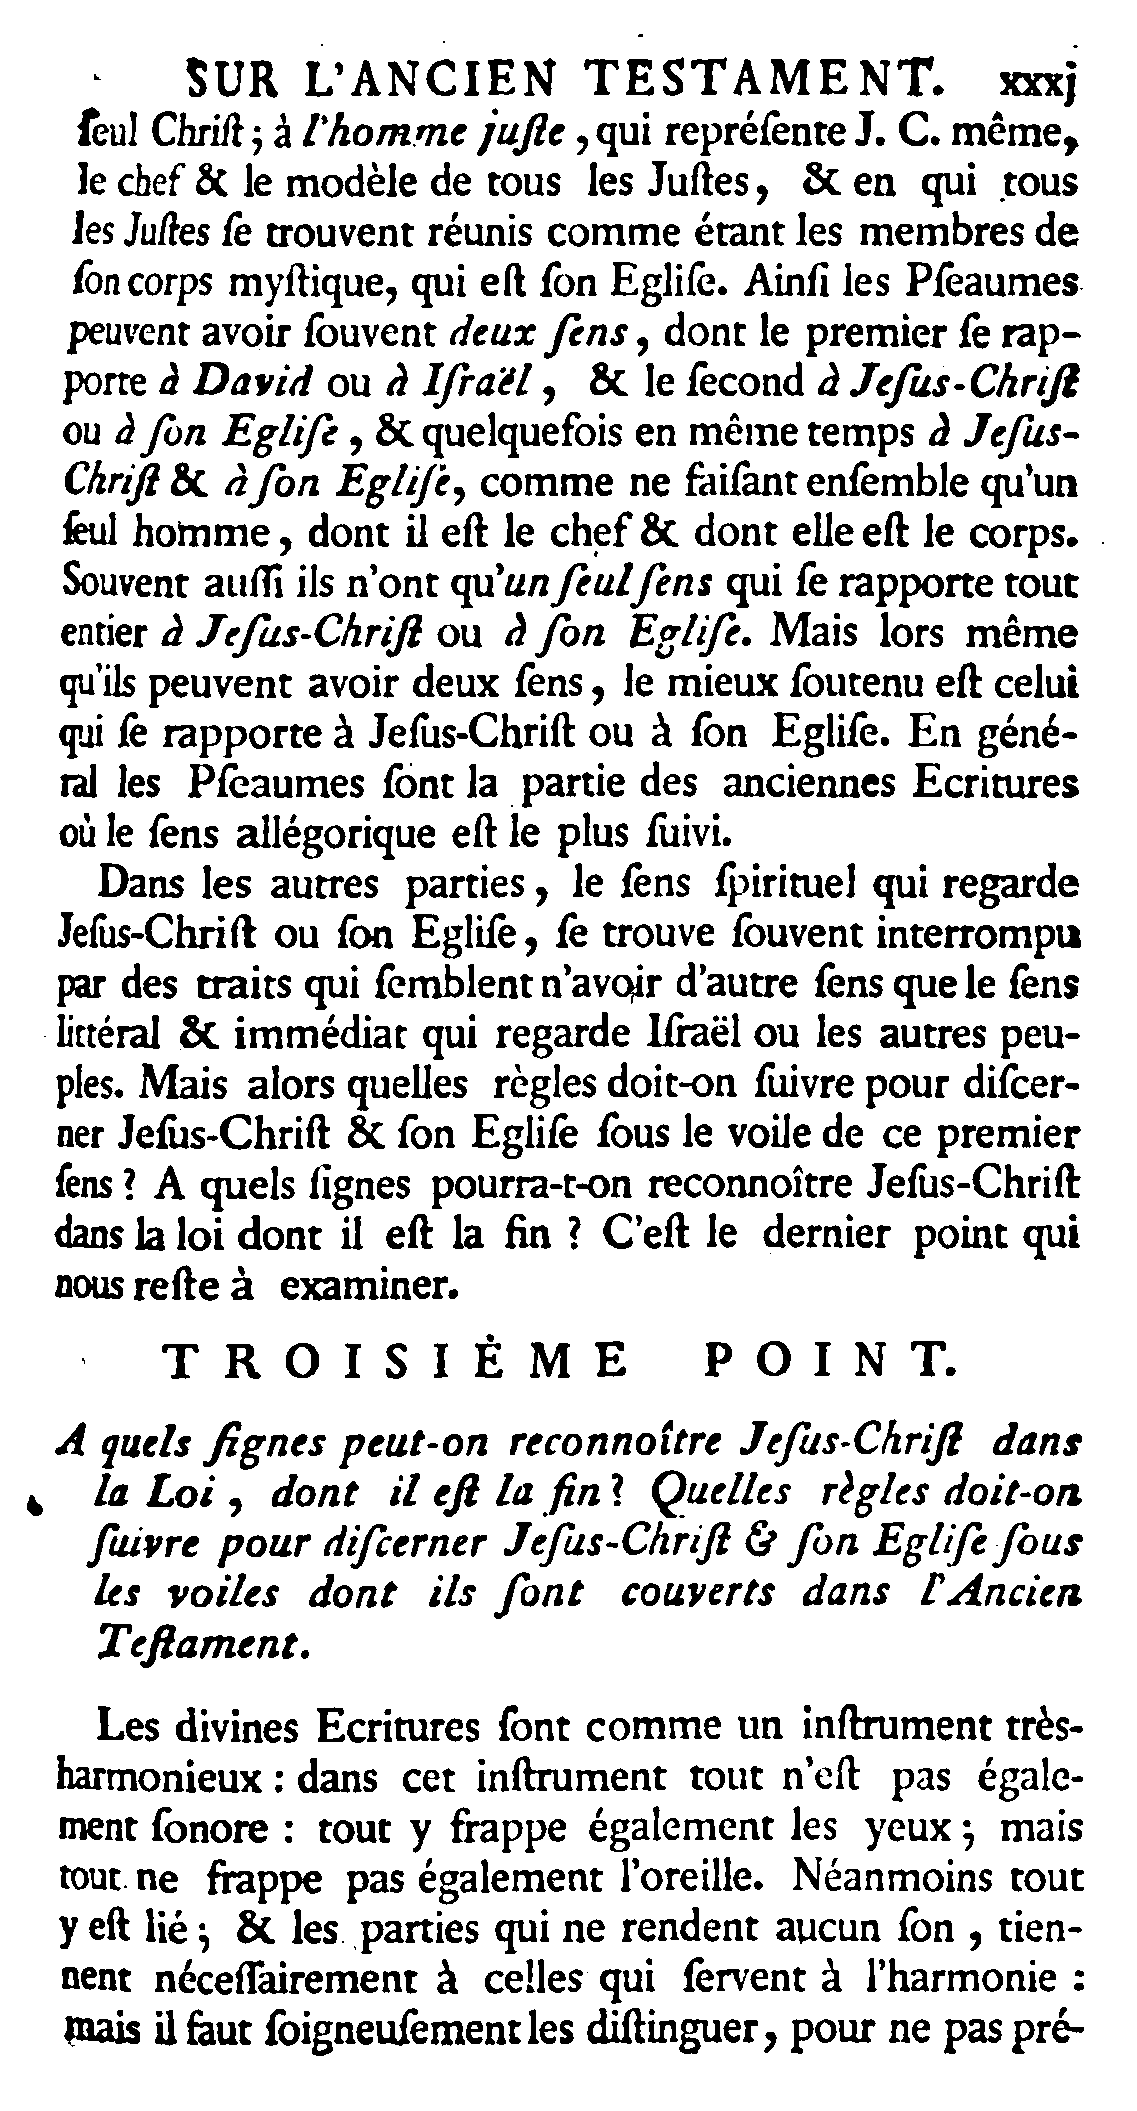 SUR L'ANCIEN TESTAMENT. xxxj
ſeul Chriſt ; à l'homme juſte , qui repréſente J. C. même,
le chef & le modèle de tous les Juſtes, & en qui tous
les Juſtes ſe trouvent réunis comme étant les membres de
ſon corps myſtique, qui eſt ſon Egliſe. Ainſi les Pſeaumes
peuvent avoir ſouvent deux ſens , dont le premier ſe rap-
porte à David ou à Iſraël , & le ſecond à Jeſus-Chriſt
ou à ſon Egliſe , & quelquefois en même temps à Jeſus-
Chriſt & à ſon Egliſe, comme ne faiſant enſemble qu'un
ſeul homme , dont il eſt le chef & dont elle eſt le corps.
Souvent auſſi ils n'ont qu'un ſeul ſens qui ſe rapporte tout
entier à Jeſus-Chriſt ou à ſon Egliſe. Mais lors même
qu'ils peuvent avoir deux ſens , le mieux ſoutenu eſt celui
qui ſe rapporte à Jeſus-Chriſt ou à ſon Egliſe. En géné-
ral les Pſeaumes ſont la partie des anciennes Ecritures
où le ſens allégorique eſt le plus ſuivi.
Dans les autres parties , le ſens ſpirituel qui regarde
Jeſus-Chriſt ou ſon Egliſe , ſe trouve ſouvent interrompu
par des traits qui ſemblent n'avoir d'autre ſens que le ſens
littéral & immédiat qui regarde Iſraël ou les autres peu-
ples. Mais alors quelles règles doit-on ſuivre pour diſcer-
ner Jeſus-Chriſt & ſon Egliſe ſous le voile de ce premier
ſens ? A quels ſignes pourra-t-on reconnoître Jeſus-Chriſt
dans la loi dont il eſt la fin ? C'eſt le dernier point qui
nous reſte à examiner.
TROISIÈME POINT.
A quels ſignes peut-on reconnoître Jeſus-Chriſt dans
la Loi , dont il eſt la fin ? Quelles règles doit-on
ſuivre pour diſcerner Jeſus-Chriſt & ſon Egliſe ſous
les voiles dont ils ſont couverts dans l'Ancien
Teſtament.
Les divines Ecritures ſont comme un inſtrument très-
harmonieux : dans cet inſtrument tout n'eſt pas égale-
ment ſonore : tout y frappe également les yeux ; mais
tout ne frappe pas également l'oreille. Néanmoins tout
y eſt lié ; & les parties qui ne rendent aucun ſon , tien-
nent néceſſairement à celles qui ſervent à l'harmonie :
mais il faut ſoigneuſement les diſtinguer, pour ne pas pré-